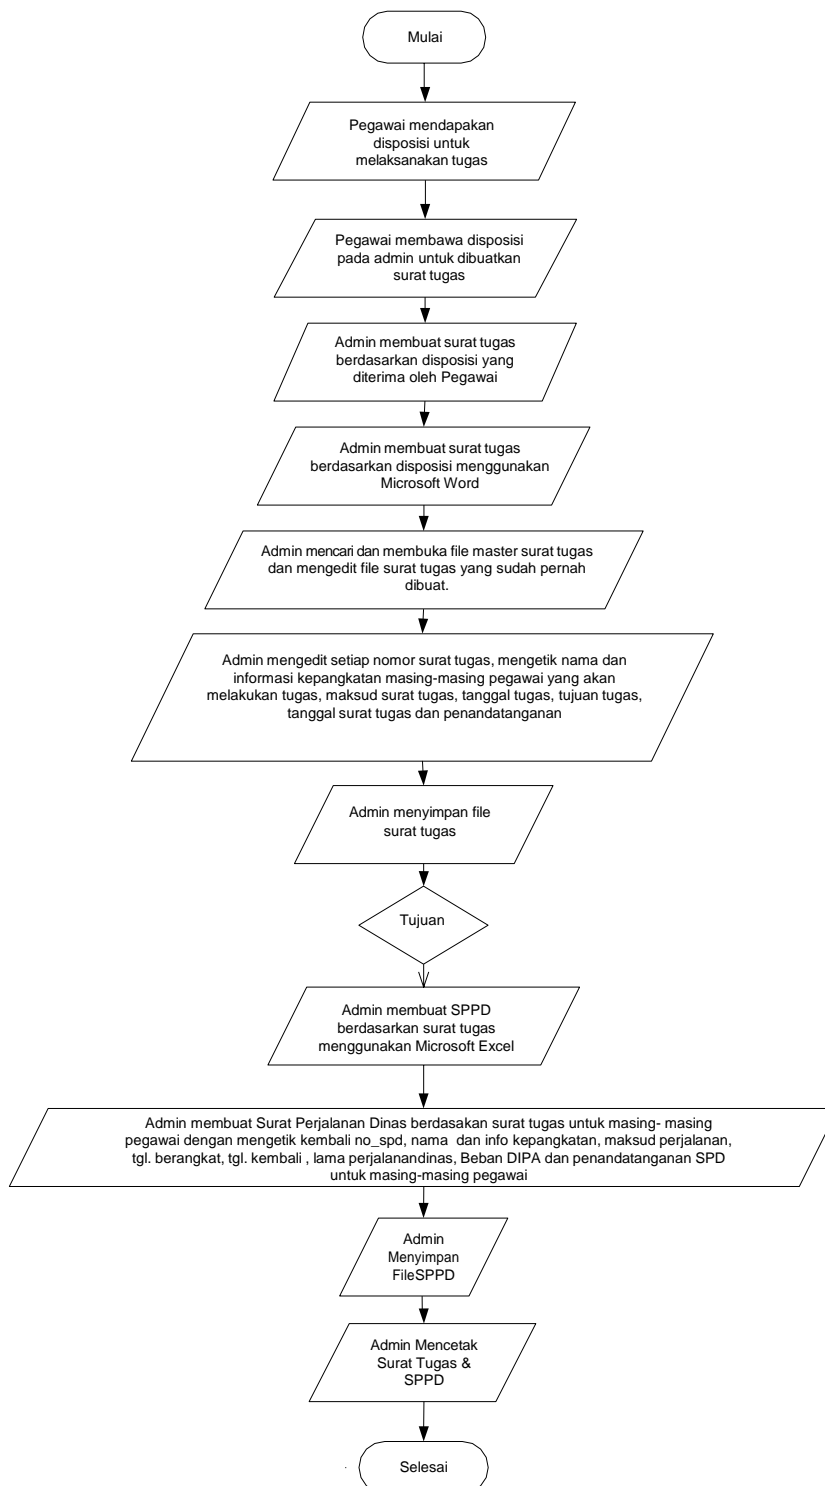 Mulai
Pegawai mendapakan
disposisi untuk
melaksanakan tugas
Pegawai membawa disposisi
pada admin untuk dibuatkan
surat tugas
Admin membuat surat tugas
berdasarkan disposisi yang
diterima oleh Pegawai
Admin membuat surat tugas
berdasarkan disposisi menggunakan
Microsoft Word
Admin mencari dan membuka file master surat tugas
dan mengedit file surat tugas yang sudah pernah
dibuat.
Admin mengedit setiap nomor surat tugas, mengetik nama dan
informasi kepangkatan masing-masing pegawai yang akan
melakukan tugas, maksud surat tugas, tanggal tugas, tujuan tugas,
tanggal surat tugas dan penandatanganan
Admin menyimpan file
surat tugas
Tujuan
Admin membuat SPPD
berdasarkan surat tugas
menggunakan Microsoft Excel
Admin membuat Surat Perjalanan Dinas berdasakan surat tugas untuk masing- masing
pegawai dengan mengetik kembali no_spd, nama dan info kepangkatan, maksud perjalanan,
tgl. berangkat, tgl. kembali , lama perjalanandinas, Beban DIPA dan penandatanganan SPD
untuk masing-masing pegawai
Admin
Menyimpan
FileSPPD
Admin Mencetak
Surat Tugas &
SPPD
Selesai